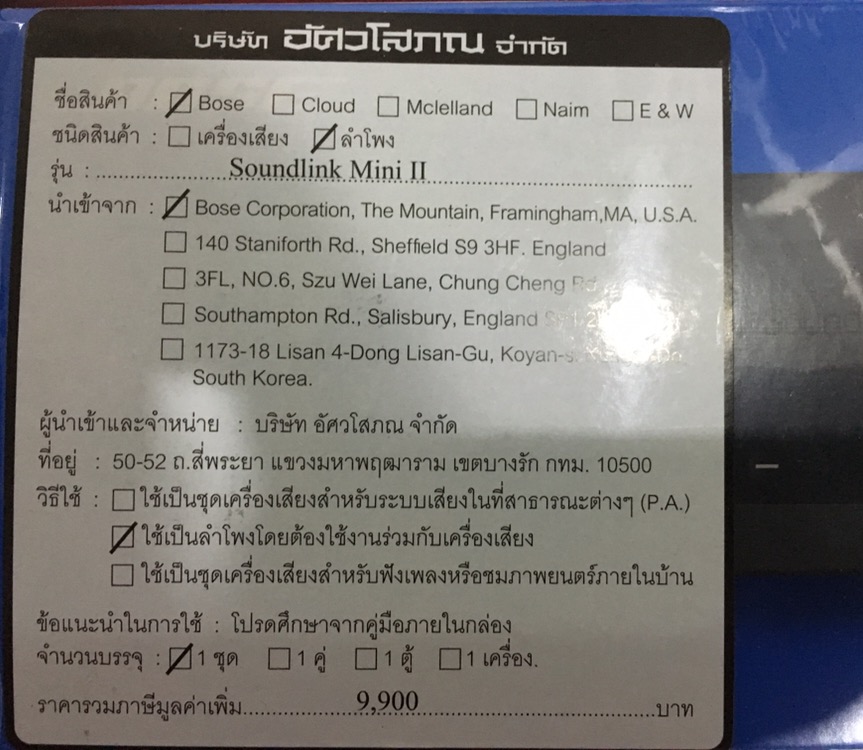 บริษัท อัศวโสภณ จำกัด
ชื่อสินค้า : ☑ Bose ☐ Cloud ☐ Mclelland ☐ Naim ☐ E & W
ชนิดสินค้า : ☐ เครื่องเสียง ☑ ลำโพง
รุ่น : Soundlink Mini II
นำเข้าจาก : ☑ Bose Corporation, The Mountain, Framingham,MA, U.S.A.
☐ 140 Staniforth Rd., Sheffield S9 3HF. England
☐ 3FL, NO.6, Szu Wei Lane, Chung Cheng
☐ Southampton Rd., Salisbury, England
☐ 1173-18 Lisan 4-Dong Lisan-Gu,
South Korea.
ผู้นำเข้าและจำหน่าย : บริษัท อัศวโสภณ จำกัด
ที่อยู่ : 50-52 ถ.สี่พระยา แขวงมหาพฤฒาราม เขตบางรัก กทม. 10500
วิธีใช้ : ☐ ใช้เป็นชุดเครื่องเสียงสำหรับระบบเสียงในที่สาธารณะต่างๆ (P.A.)
☑ ใช้เป็นลำโพงโดยต้องใช้งานร่วมกับเครื่องเสียง
☐ ใช้เป็นชุดเครื่องเสียงสำหรับฟังเพลงหรือชมภาพยนตร์ภายในบ้าน
ข้อแนะนำในการใช้ : โปรดศึกษาจากคู่มือภายในกล่อง
จำนวนบรรจุ : ☑ 1 ชุด ☐ 1 คู่ ☐ 1 ตู้ ☐ 1 เครื่อง.
ราคารวมภาษีมูลค่าเพิ่ม 9,900 บาท